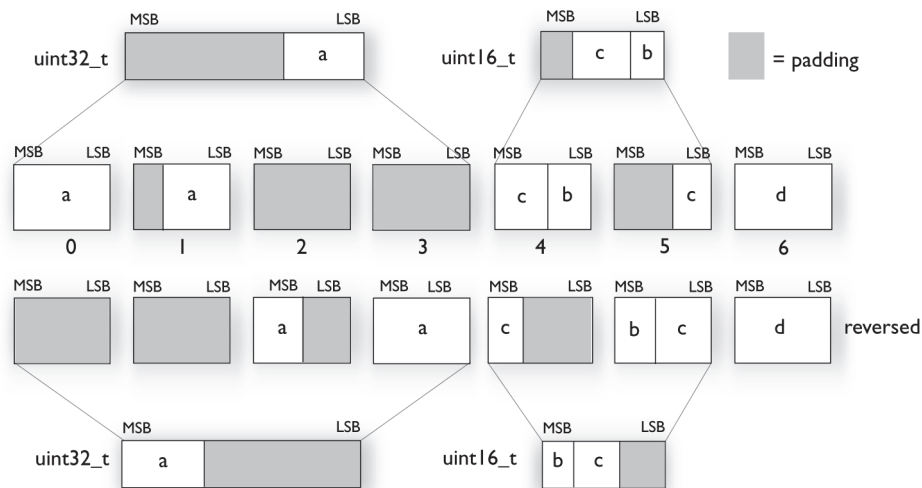 MSB LSB MSB LSB
uint32_t a uint16_t c b = padding
MSB LSB MSB LSB MSB LSB MSB LSB MSB LSB MSB LSB MSB LSB
a a c b c d
0 1 2 3 4 5 6
MSB LSB MSB LSB MSB LSB MSB LSB MSB LSB MSB LSB MSB LSB
a a c b c d reversed
MSB LSB MSB LSB
uint32_t a uint16_t b c